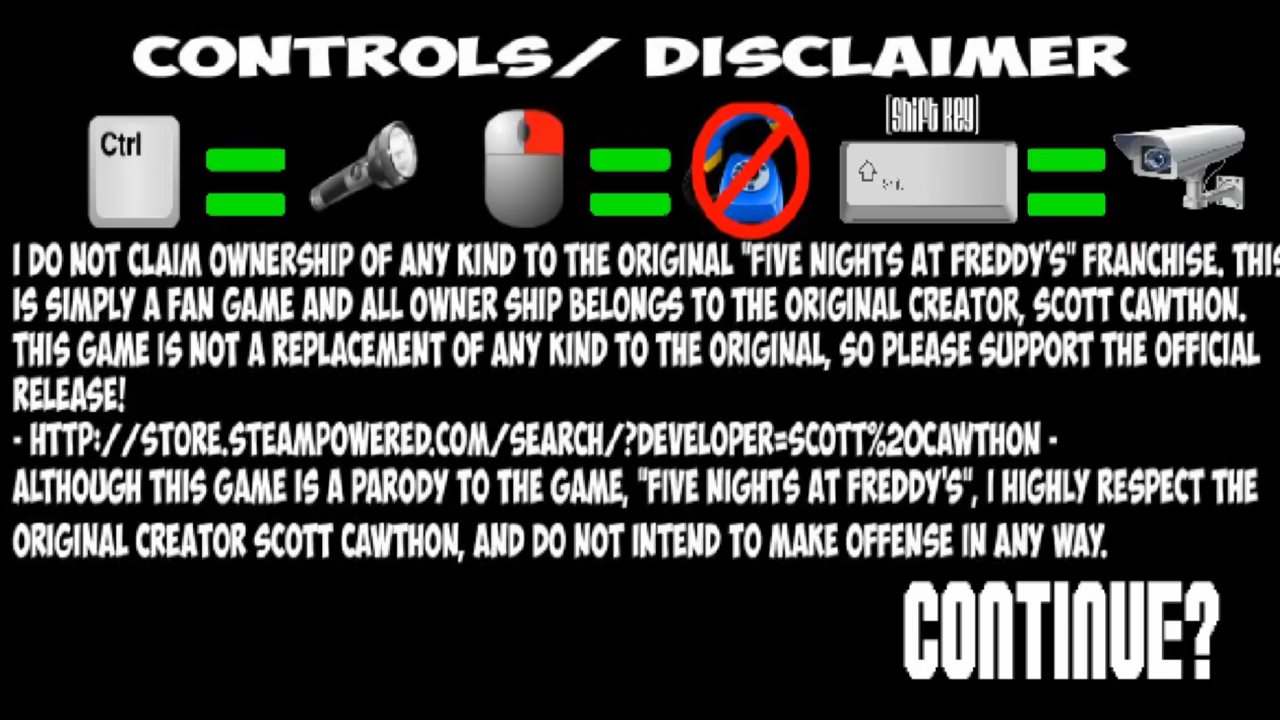 CONTROLS/ DISCLAIMER
[Shift Key]
Ctrl
I DO NOT CLAIM OWNERSHIP OF ANY KIND TO THE ORIGINAL "FIVE NIGHTS AT FREDDY'S" FRANCHISE. THIS
IS SIMPLY A FAN GAME AND ALL OWNER SHIP BELONGS TO THE ORIGINAL CREATOR, SCOTT CAWTHON.
THIS GAME IS NOT A REPLACEMENT OF ANY KIND TO THE ORIGINAL, SO PLEASE SUPPORT THE OFFICIAL
RELEASE!
- HTTP://STORE.STEAMPOWERED.COM/SEARCH/?DEVELOPER=SCOTT%20CAWTHON -
ALTHOUGH THIS GAME IS A PARODY TO THE GAME, "FIVE NIGHTS AT FREDDY'S", I HIGHLY RESPECT THE
ORIGINAL CREATOR SCOTT CAWTHON, AND DO NOT INTEND TO MAKE OFFENSE IN ANY WAY.
CONTINUE?